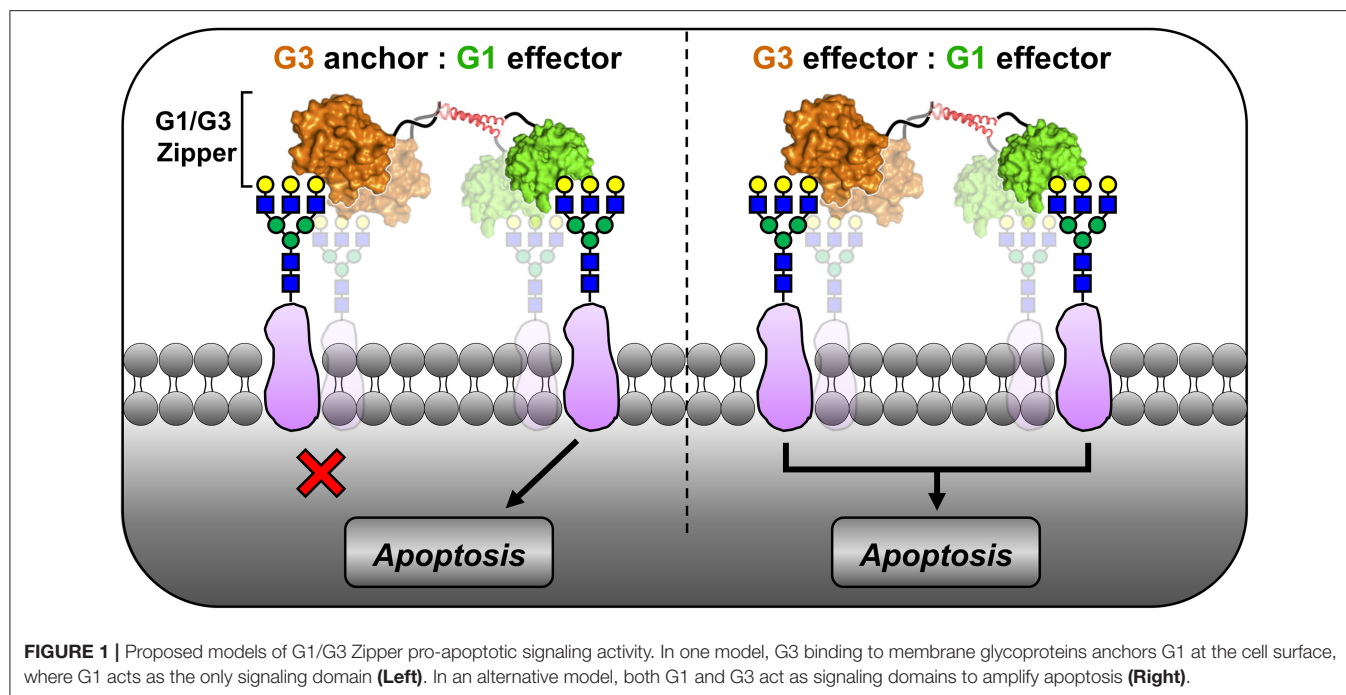 G3 anchor : G1 effector
G3 effector : G1 effector
G1/G3
Zipper
Apoptosis
Apoptosis
FIGURE 1 | Proposed models of G1/G3 Zipper pro-apoptotic signaling activity. In one model, G3 binding to membrane glycoproteins anchors G1 at the cell surface,
where G1 acts as the only signaling domain (Left). In an alternative model, both G1 and G3 act as signaling domains to amplify apoptosis (Right).